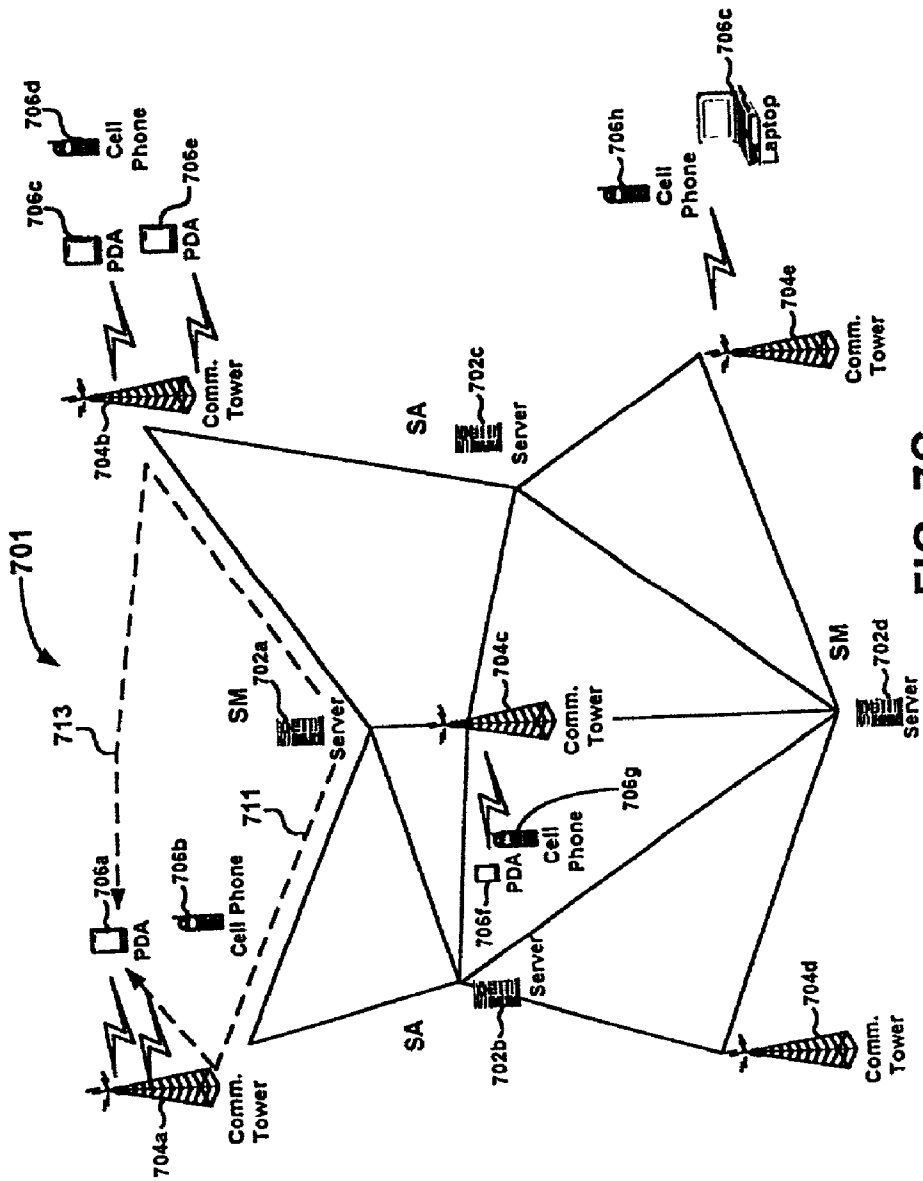 701
713
711
706a
PDA
706b
Cell Phone
704a
Comm.
Tower
706c
PDA
706d
Cell
Phone
706e
PDA
704b
Comm.
Tower
SM
702a
Server
SA
702b
Server
SA
702c
Server
704c
Comm.
Tower
706f
PDA
706g
Cell
Phone
706h
Cell
Phone
706c
Laptop
704e
Comm.
Tower
704d
Comm.
Tower
SM
702d
Server